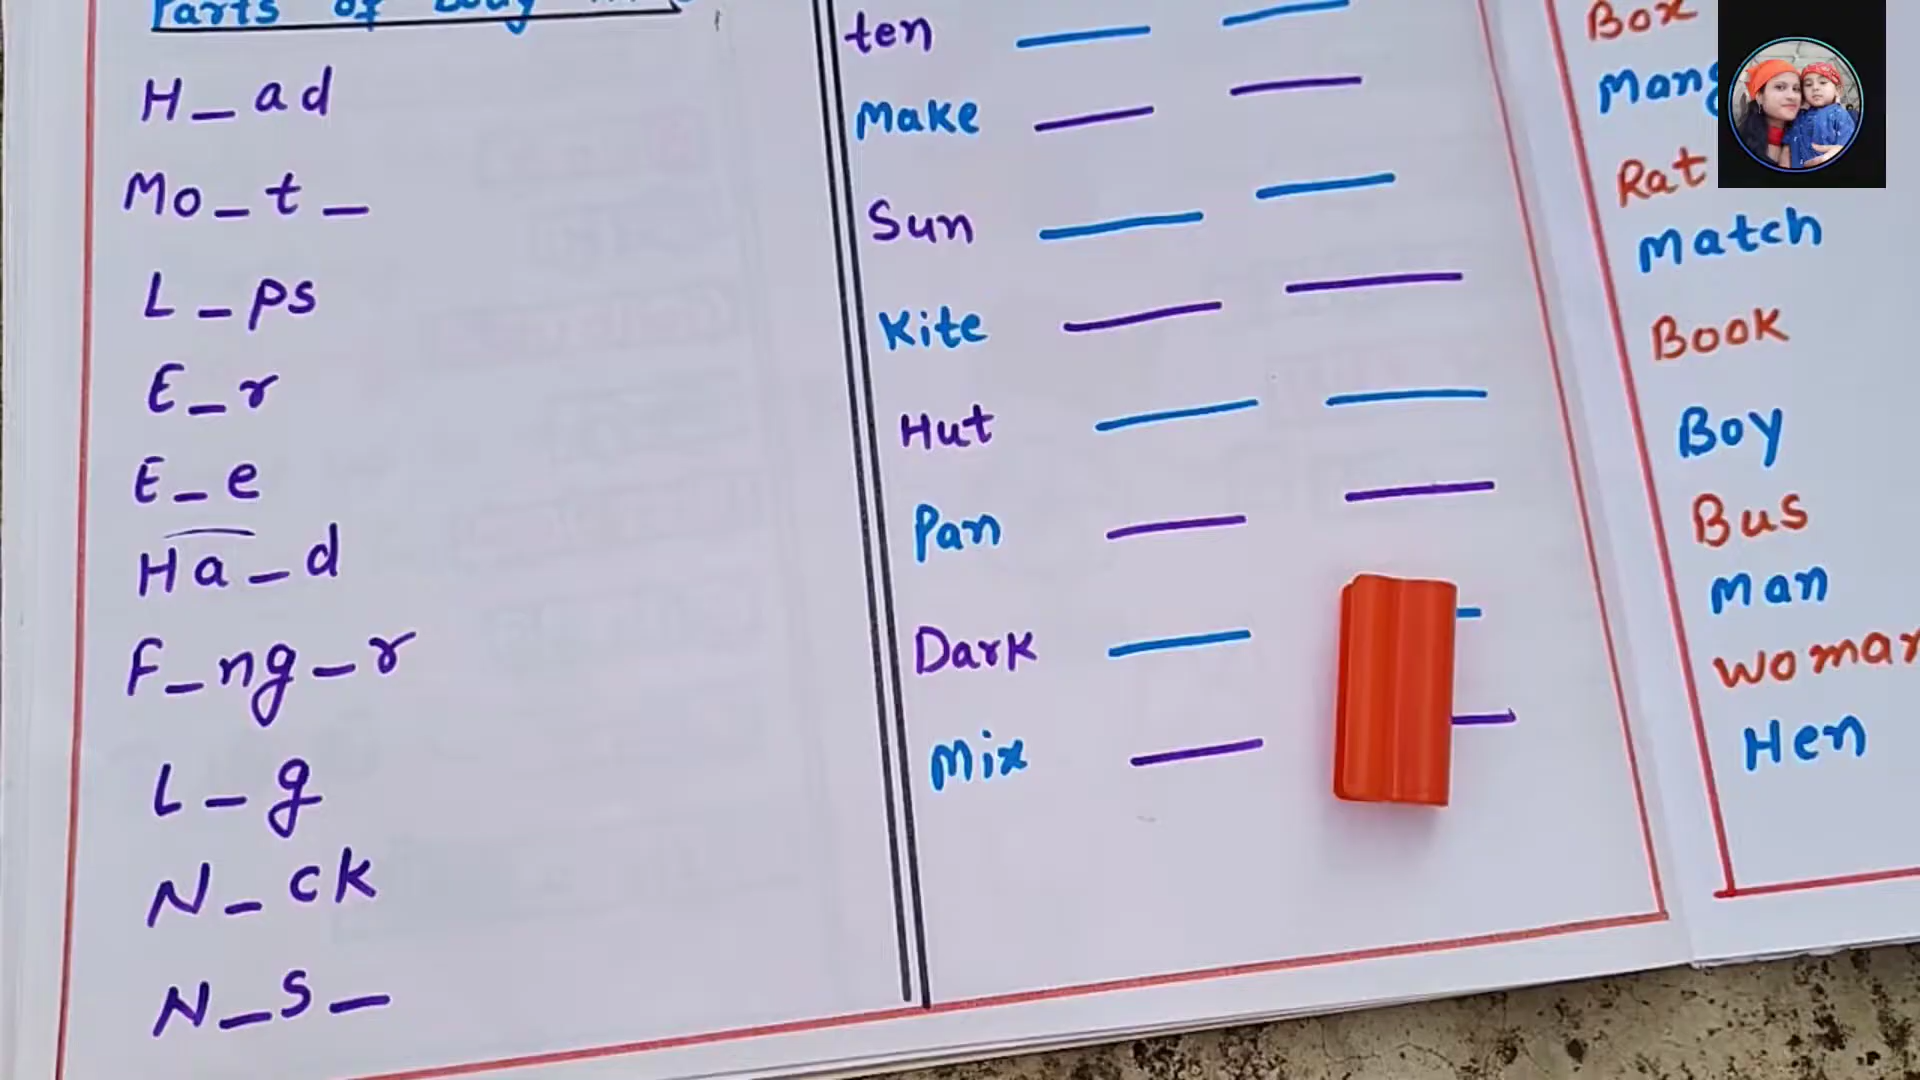 Parts of Body
H_ad
Mo_t_
L_ps
E_r
E_e
Ha_d
F_ng_r
L_g
N_ck
N_s_
ten
Make
Sun
Kite
Hut
Pan
Dark
Mix
Box
Rat
Match
Book
Boy
Bus
Man
Hen